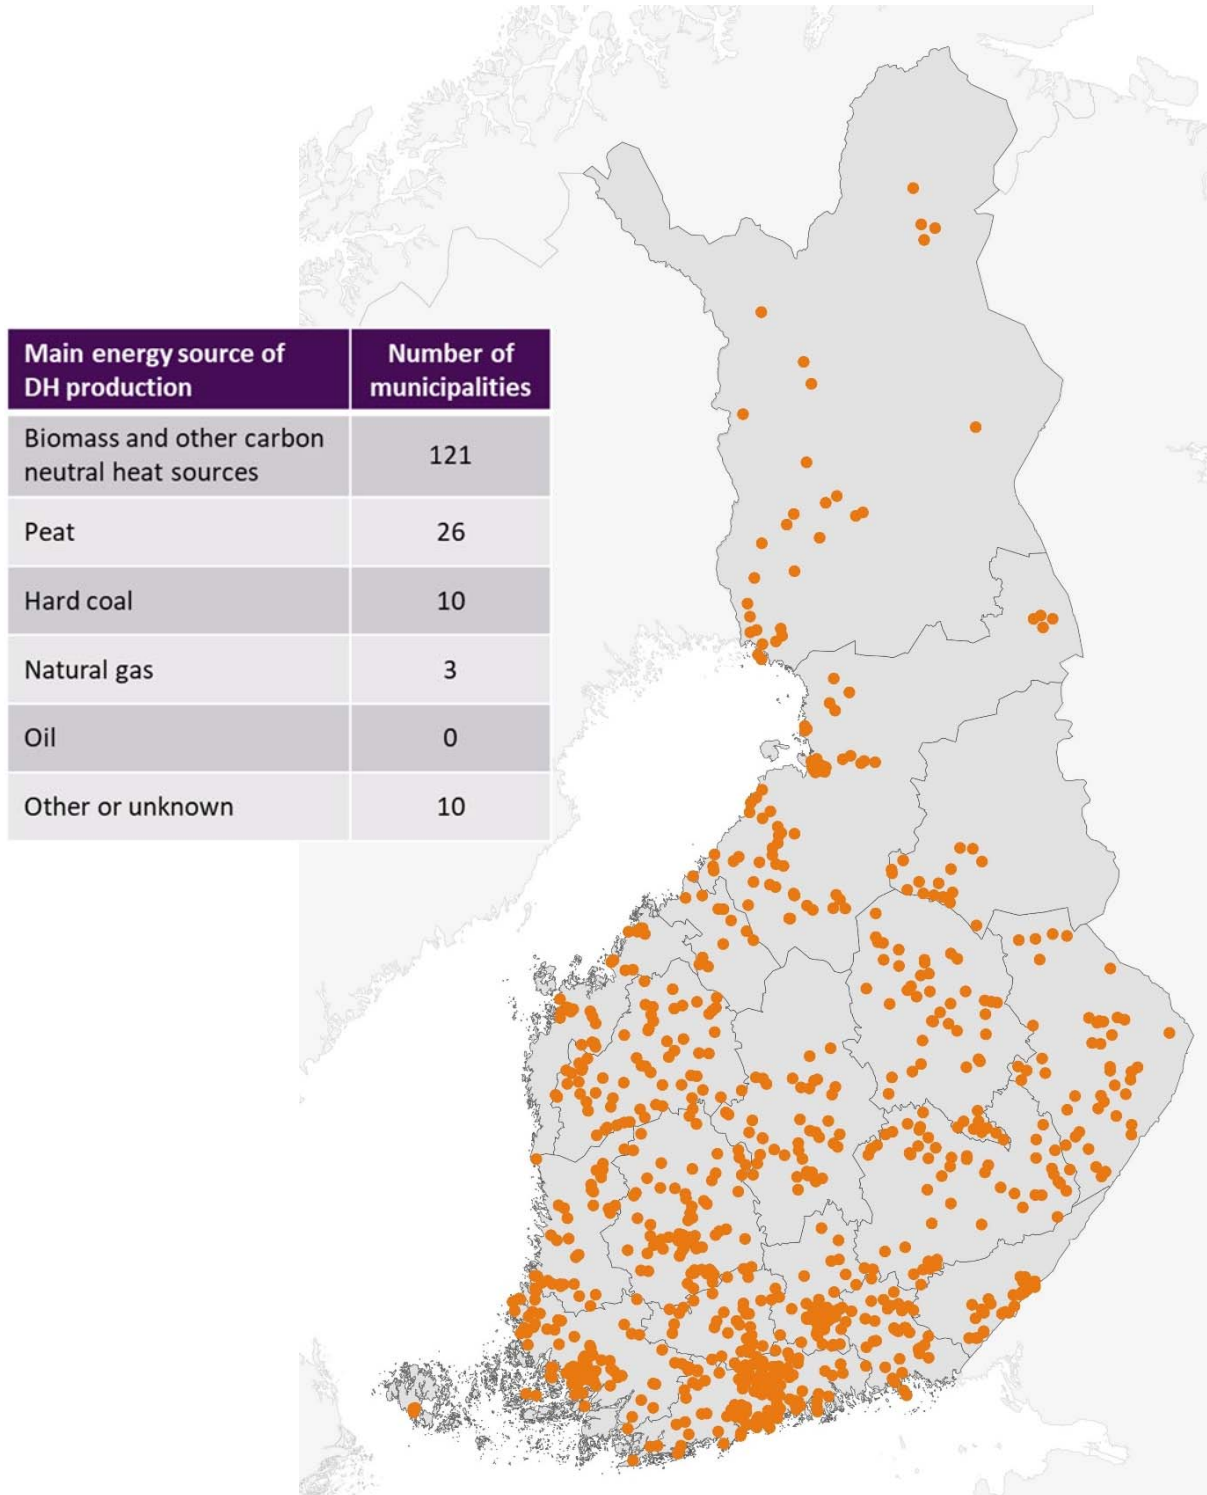 Main energy source of
DH production
Number of
municipalities
Biomass and other carbon
neutral heat sources
121
Peat
26
Hard coal
10
Natural gas
3
Oil
0
Other or unknown
10